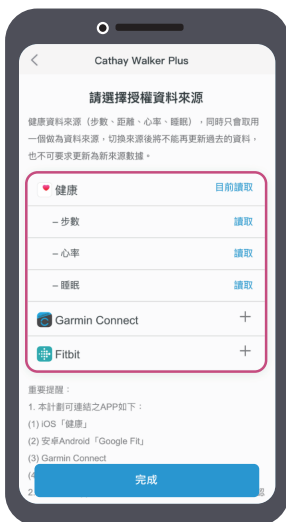 Cathay Walker Plus
請選擇授權資料來源
健康資料來源（步數、距離、心率、睡眠），同時只會取用
一個做為資料來源，切換來源後將不能再更新過去的資料，
也不可要求更新為新來源數據。
健康 目前讀取
– 步數 讀取
– 心率 讀取
– 睡眠 讀取
Garmin Connect +
Fitbit +
重要提醒：
1. 本計劃可連結之APP如下：
(1) iOS「健康」
(2) 安卓Android「Google Fit」
(3) Garmin Connect
(4
完成
2.